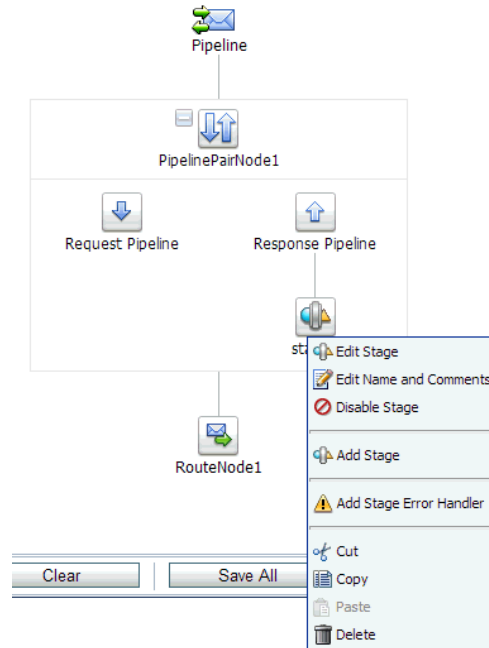 Pipeline
PipelinePairNode1
Request Pipeline
Response Pipeline
Edit Stage
Edit Name and Comments
Disable Stage
Add Stage
RouteNode1
Add Stage Error Handler
Cut
Clear
Save All
Copy
Paste
Delete